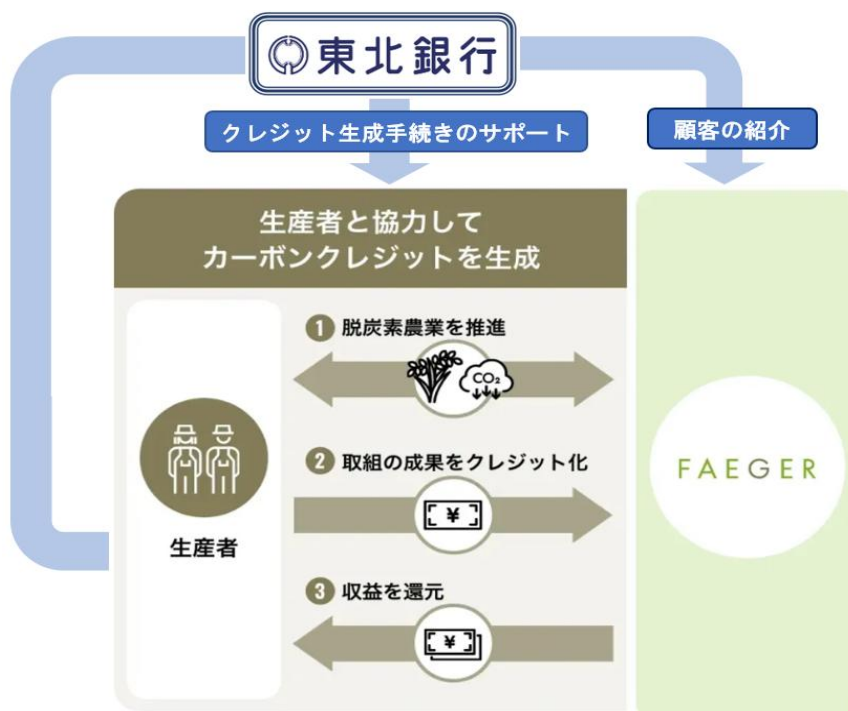 東北銀行
クレジット生成手続きのサポート
顧客の紹介
生産者と協力して
カーボンクレジットを生成
1 脱炭素農業を推進
CO₂
2 取組の成果をクレジット化
¥
生産者
3 収益を還元
¥
FAEGER